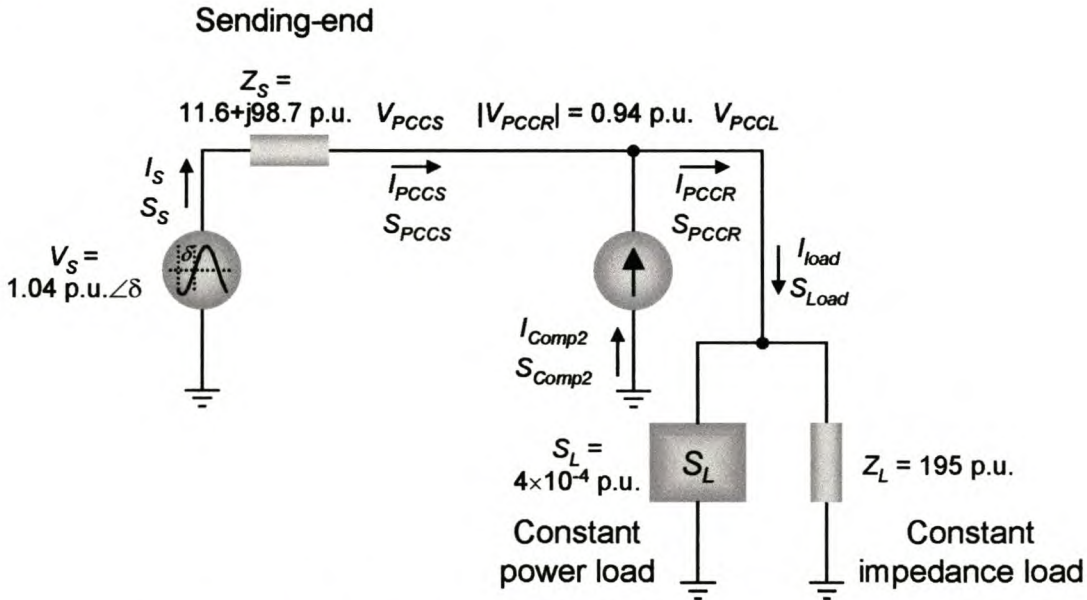 Sending-end
Z_S =
11.6+j98.7 p.u.
V_PCCS
|V_PCCR| = 0.94 p.u.
V_PCCL
I_S
S_S
I_PCCS
S_PCCS
I_PCCR
S_PCCR
V_S =
1.04 p.u.∠δ
δ
I_load
S_Load
I_Comp2
S_Comp2
S_L =
4×10⁻⁴ p.u.
S_L
Z_L = 195 p.u.
Constant
power load
Constant
impedance load